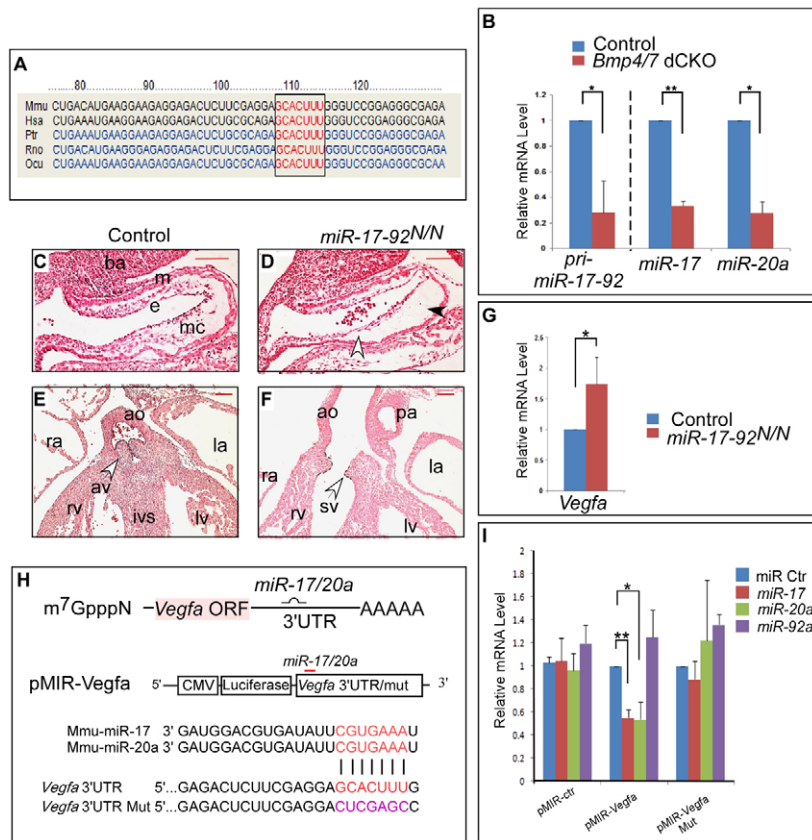 A
80 90 100 110 120
Mmu CUGACAUGAAGGAAGAGGAGACUCUUCGAGGAGCACUUUGGGUCCGGAGGGCGAGA
Hsa CUGAAAUGAAGGAAGAGGAGACUCUGCGCAGAGCACUUUGGGUCCGGAGGGCGAGA
Ptr CUGAAAUGAAGGAAGAGGAGACUCUGCGCAGAGCACUUUGGGUCCGGAGGGCGAGA
Rno CUGACAUGAAGGGAGAGGAGACUCUUCGAGGAGCACUUUGGGUCCGGAGGGCGAGA
Ocu CUGAAAUGAAGGAAGAGGAGACUCUGCGCAGAGCACUUUGGGUCCGGAGGGCGCAA
B
Control
Bmp4/7 dCKO
Relative mRNA Level
1.2
1
0.8
0.6
0.4
0.2
0
* ** *
pri-
miR-17-92
miR-17
miR-20a
Control
miR-17-92N/N
C
ba
m
e
mc
D
E
ao
ra
la
av
rv
ivs
lv
F
ao
pa
ra
la
sv
rv
lv
G
Relative mRNA Level
2.5
2
1.5
1
0.5
0
*
Vegfa
Control
miR-17-92N/N
H
miR-17/20a
m7GpppN
Vegfa ORF
3'UTR
AAAAA
miR-17/20a
pMIR-Vegfa
5'- CMV Luciferase Vegfa 3'UTR/mut 3'
Mmu-miR-17 3' GAUGGACGUGAUAUUCGUGAAAU
Mmu-miR-20a 3' GAUGGACGUGAUAUUCGUGAAAU
Vegfa 3'UTR 5'...GAGACUCUUCGAGGAGCACUUUG
Vegfa 3'UTR Mut 5'...GAGACUCUUCGAGGACUCGAGCC
I
Relative mRNA Level
2
1.8
1.6
1.4
1.2
1
0.8
0.6
0.4
0.2
0
*
**
miR Ctr
miR-17
miR-20a
miR-92a
pMIR-ctr
pMIR-Vegfa
pMIR-Vegfa
Mut